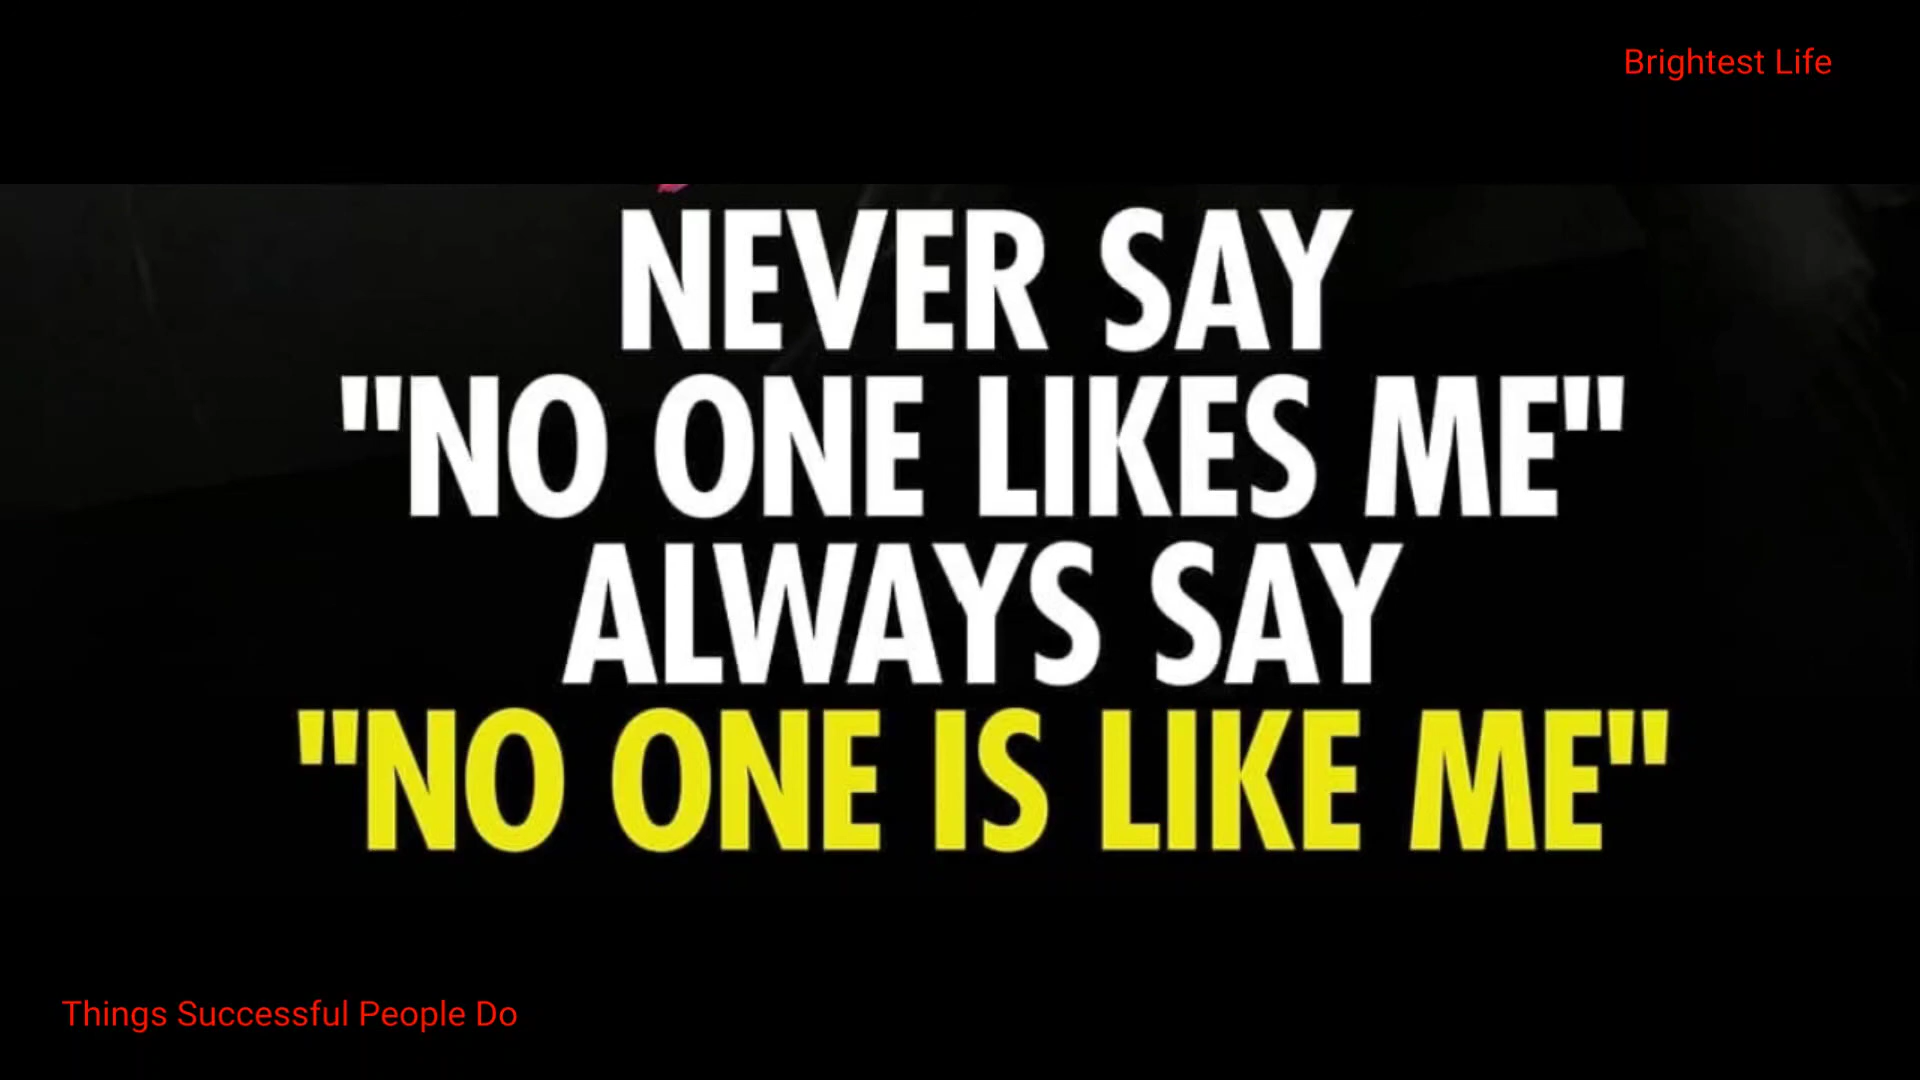 Brightest Life
NEVER SAY
"NO ONE LIKES ME"
ALWAYS SAY
"NO ONE IS LIKE ME"
Things Successful People Do